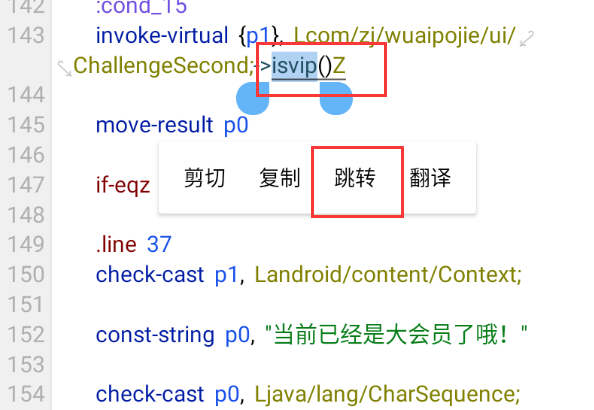 142 :cond_15
143 invoke-virtual {p1}, Lcom/zj/wuaipojie/ui/
ChallengeSecond;->isvip()Z
144
145 move-result p0
146
剪切 复制 跳转 翻译
147 if-eqz
148
149 .line 37
150 check-cast p1, Landroid/content/Context;
151
152 const-string p0, "当前已经是大会员了哦！"
153
154 check-cast p0, Ljava/lang/CharSequence;